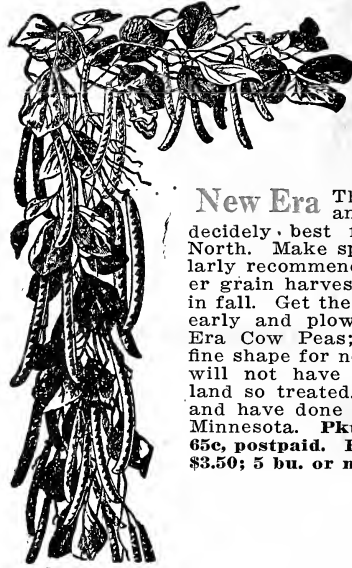 New Era Th
an
decidely best f
North. Make sp
larly recommenc
er grain harves
in fall. Get the
early and plow
Era Cow Peas;
fine shape for n
will not have
land so treated.
and have done
Minnesota. Pk
65c, postpaid.
$3.50; 5 bu. or n